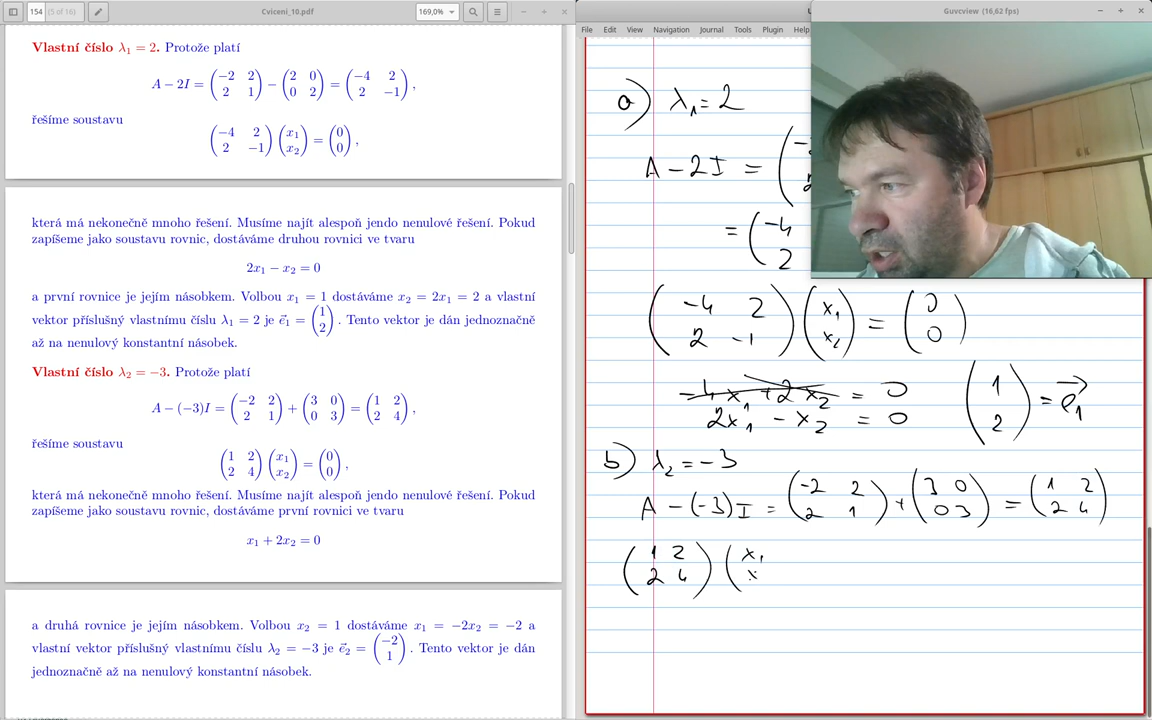 154 (5 of 16) Cviceni_10.pdf 169,0%
Vlastní číslo λ₁ = 2. Protože platí
A − 2I = (−2 2; 2 1) − (2 0; 0 2) = (−4 2; 2 −1),
řešíme soustavu
(−4 2; 2 −1)(x₁; x₂) = (0; 0),
která má nekonečně mnoho řešení. Musíme najít alespoň jendo nenulové řešení. Pokud
zapíšeme jako soustavu rovnic, dostáváme druhou rovnici ve tvaru
2x₁ − x₂ = 0
a první rovnice je jejím násobkem. Volbou x₁ = 1 dostáváme x₂ = 2x₁ = 2 a vlastní
vektor příslušný vlastnímu číslu λ₁ = 2 je e⃗₁ = (1; 2). Tento vektor je dán jednoznačně
až na nenulový konstantní násobek.
Vlastní číslo λ₂ = −3. Protože platí
A − (−3)I = (−2 2; 2 1) + (3 0; 0 3) = (1 2; 2 4),
řešíme soustavu
(1 2; 2 4)(x₁; x₂) = (0; 0),
která má nekonečně mnoho řešení. Musíme najít alespoň jendo nenulové řešení. Pokud
zapíšeme jako soustavu rovnic, dostáváme první rovnici ve tvaru
x₁ + 2x₂ = 0
a druhá rovnice je jejím násobkem. Volbou x₂ = 1 dostáváme x₁ = −2x₂ = −2 a
vlastní vektor příslušný vlastnímu číslu λ₂ = −3 je e⃗₂ = (−2; 1). Tento vektor je dán
jednoznačně až na nenulový konstantní násobek.
File Edit View Navigation Journal Tools Plugin Help
Guvcview (16,62 fps)
a) λ₁ = 2
A − 2I =
= (−4
2
(−4 2; 2 −1)(x₁; x₂) = (0; 0)
−4x₁ + 2x₂ = 0
2x₁ − x₂ = 0
(1; 2) = e⃗₁
b) λ₂ = −3
A − (−3)I = (−2 2; 2 1) + (3 0; 0 3) = (1 2; 2 4)
(1 2; 2 4)(x₁; x